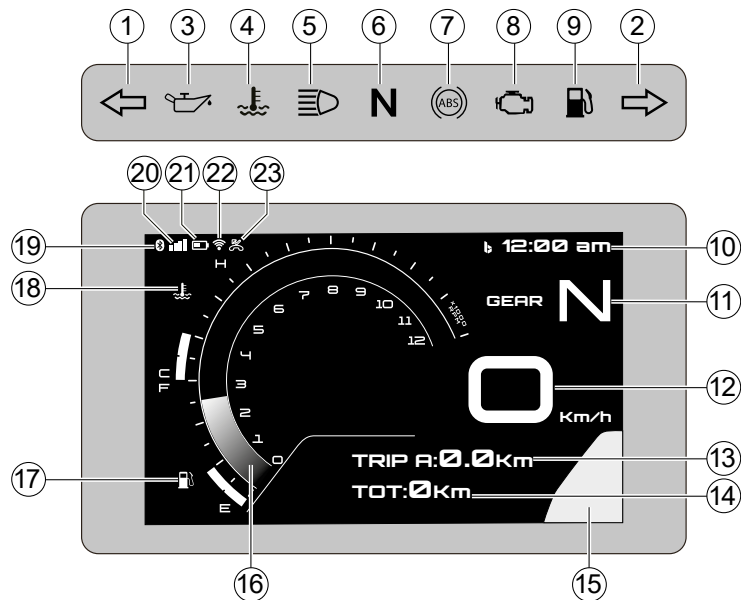 1 3 4 5 6 7 8 9 2
N ABS
20 21 22 23
19 12:00 am 10
H
18 GEAR N 11
x1000 RPM
0 1 2 3 4 5 6 7 8 9 10 11 12
C
F
0 Km/h 12
17 TRIP A:0.0Km 13
TOT:0Km 14
E
16 15